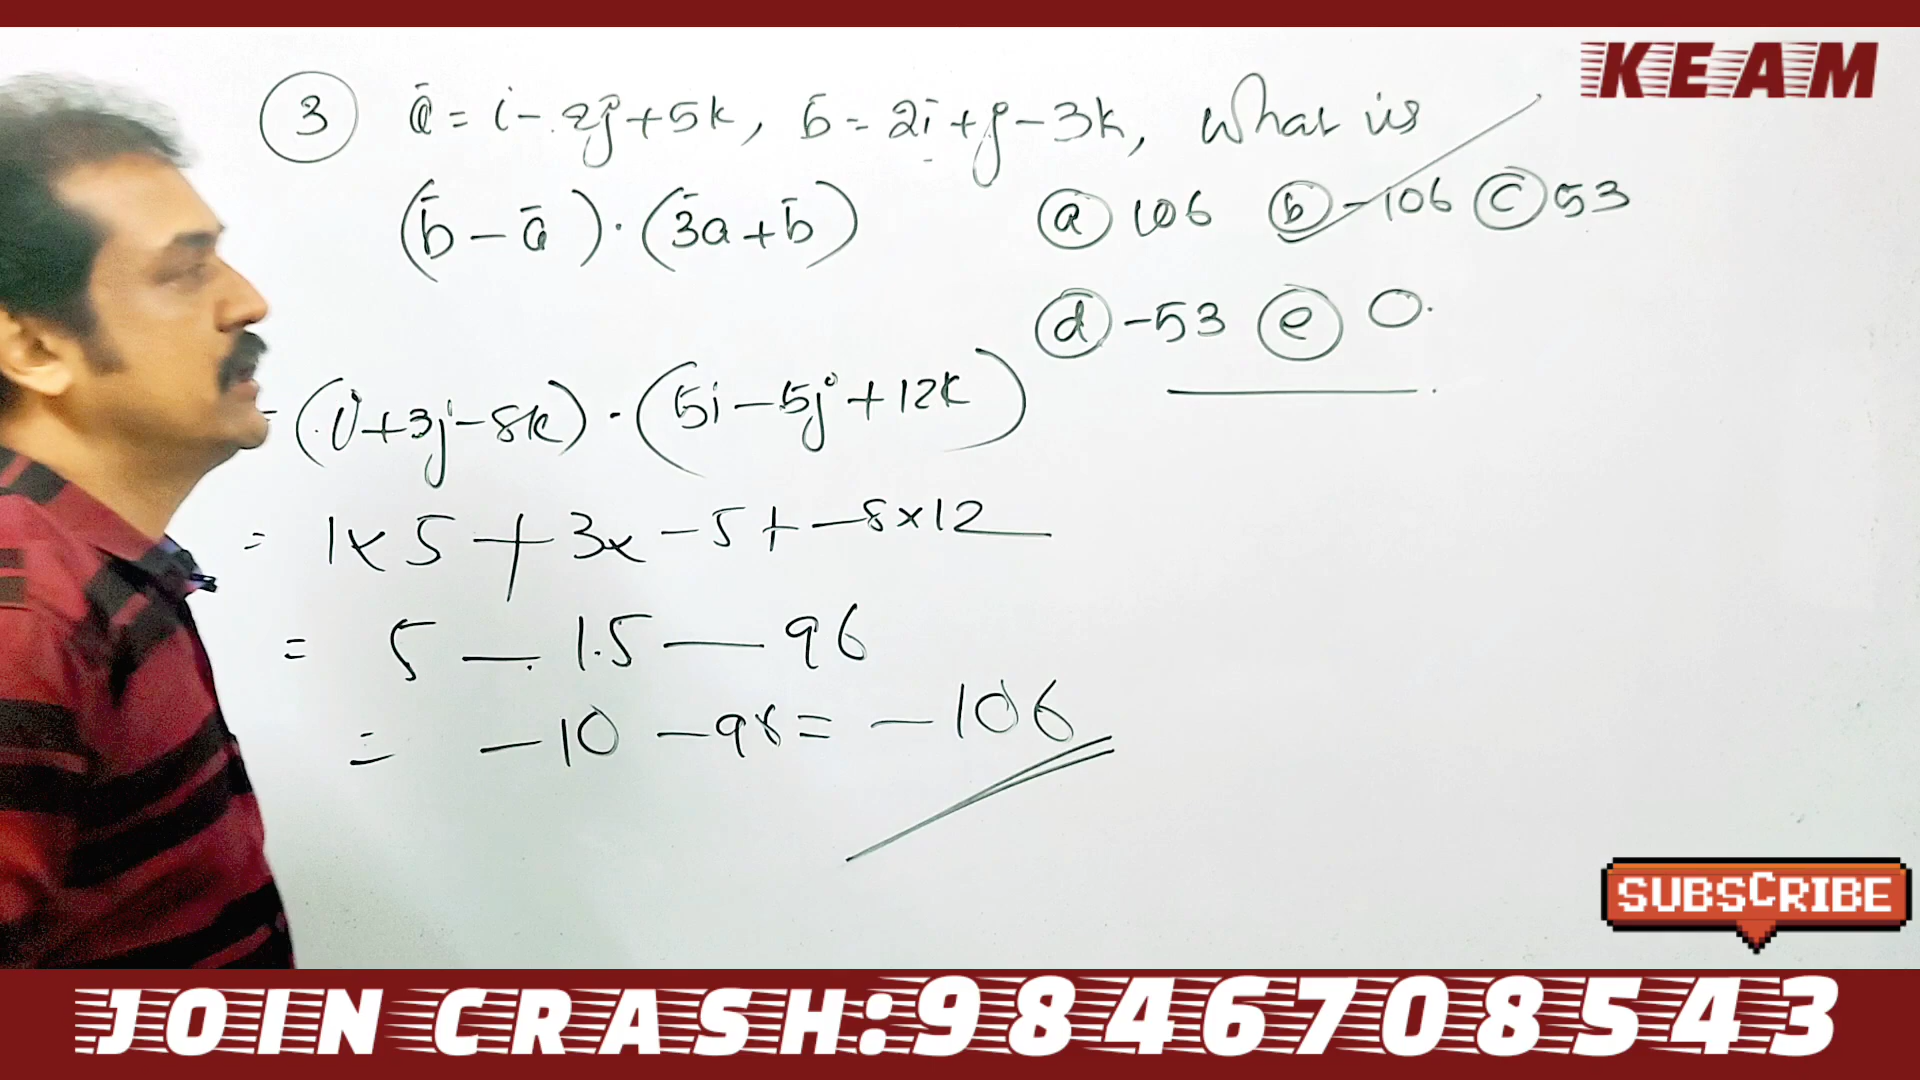 KEAM
③ ā = i - 2j + 5k, b̄ = 2i + j - 3k, What is
(b̄ - ā) · (3ā + b̄)
ⓐ 106 ⓑ -106 ⓒ 53
ⓓ -53 ⓔ 0.
= (i + 3j - 8k) · (5i - 5j + 12k)
= 1 x 5 + 3 x -5 + -8 x 12
= 5 - 15 - 96
= -10 - 96 = -106
SUBSCRIBE
JOIN CRASH:9846708543